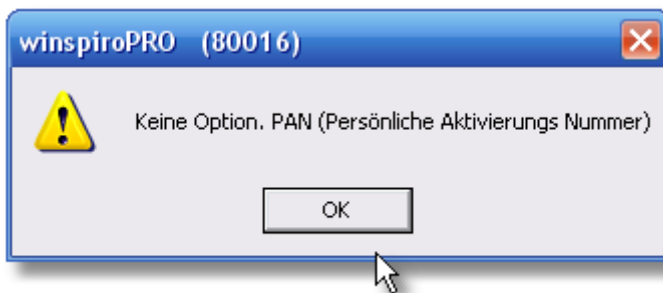 winspiroPRO (80016)
Keine Option. PAN (Persönliche Aktivierungs Nummer)
OK